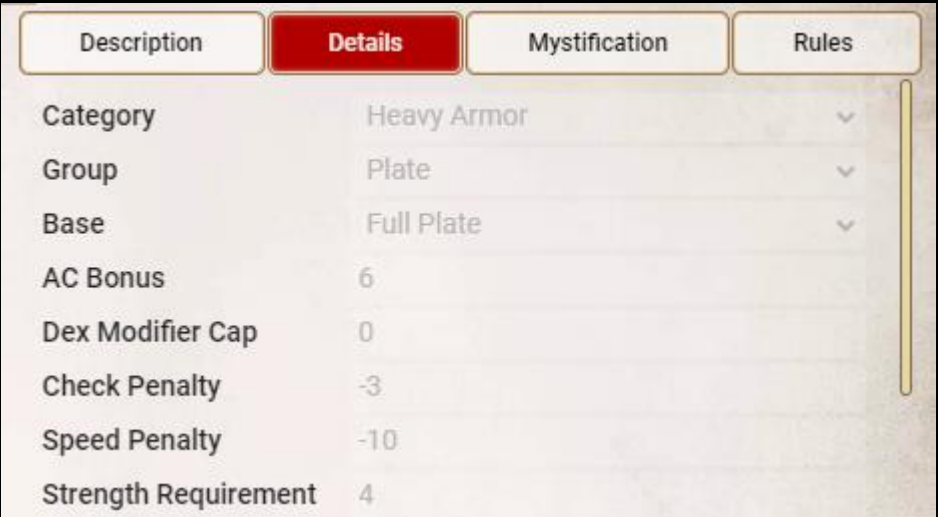 Description Details Mystification Rules
Category Heavy Armor
Group Plate
Base Full Plate
AC Bonus 6
Dex Modifier Cap 0
Check Penalty -3
Speed Penalty -10
Strength Requirement 4